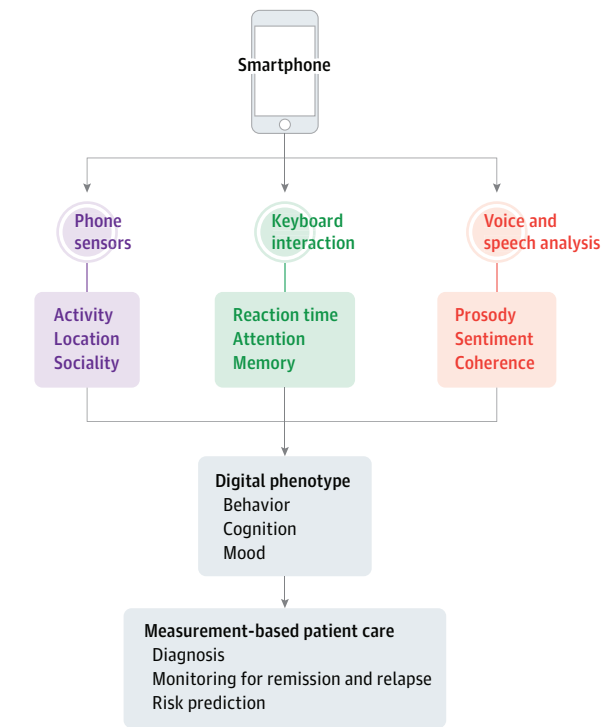 Smartphone
Phone
sensors
Keyboard
interaction
Voice and
speech analysis
Activity
Location
Sociality
Reaction time
Attention
Memory
Prosody
Sentiment
Coherence
Digital phenotype
Behavior
Cognition
Mood
Measurement-based patient care
Diagnosis
Monitoring for remission and relapse
Risk prediction